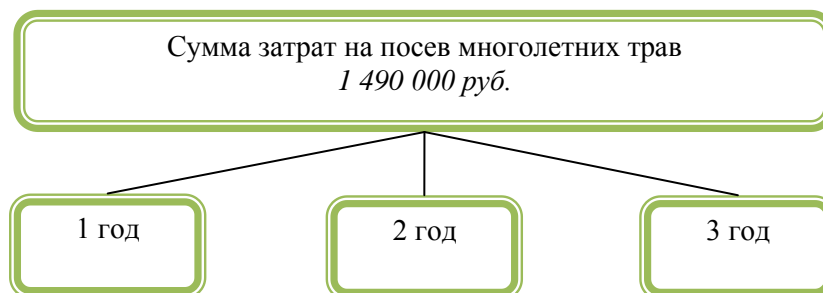 Сумма затрат на посев многолетних трав
1 490 000 руб.
1 год
2 год
3 год